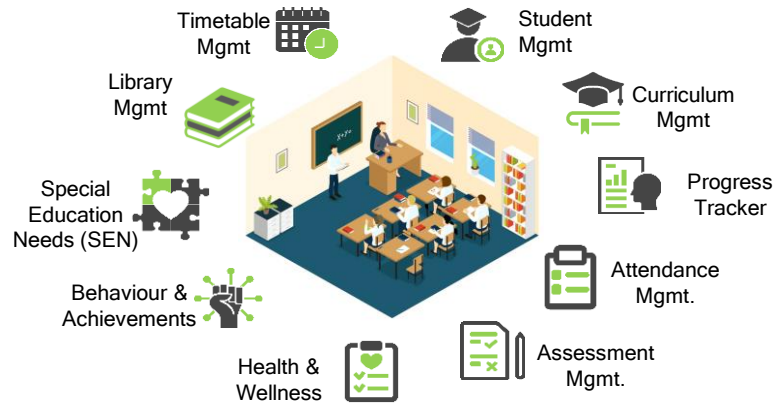 Timetable
Mgmt
Student
Mgmt
Library
Mgmt
Curriculum
Mgmt
Special
Education
Needs (SEN)
Progress
Tracker
Behaviour &
Achievements
Attendance
Mgmt.
Health &
Wellness
Assessment
Mgmt.